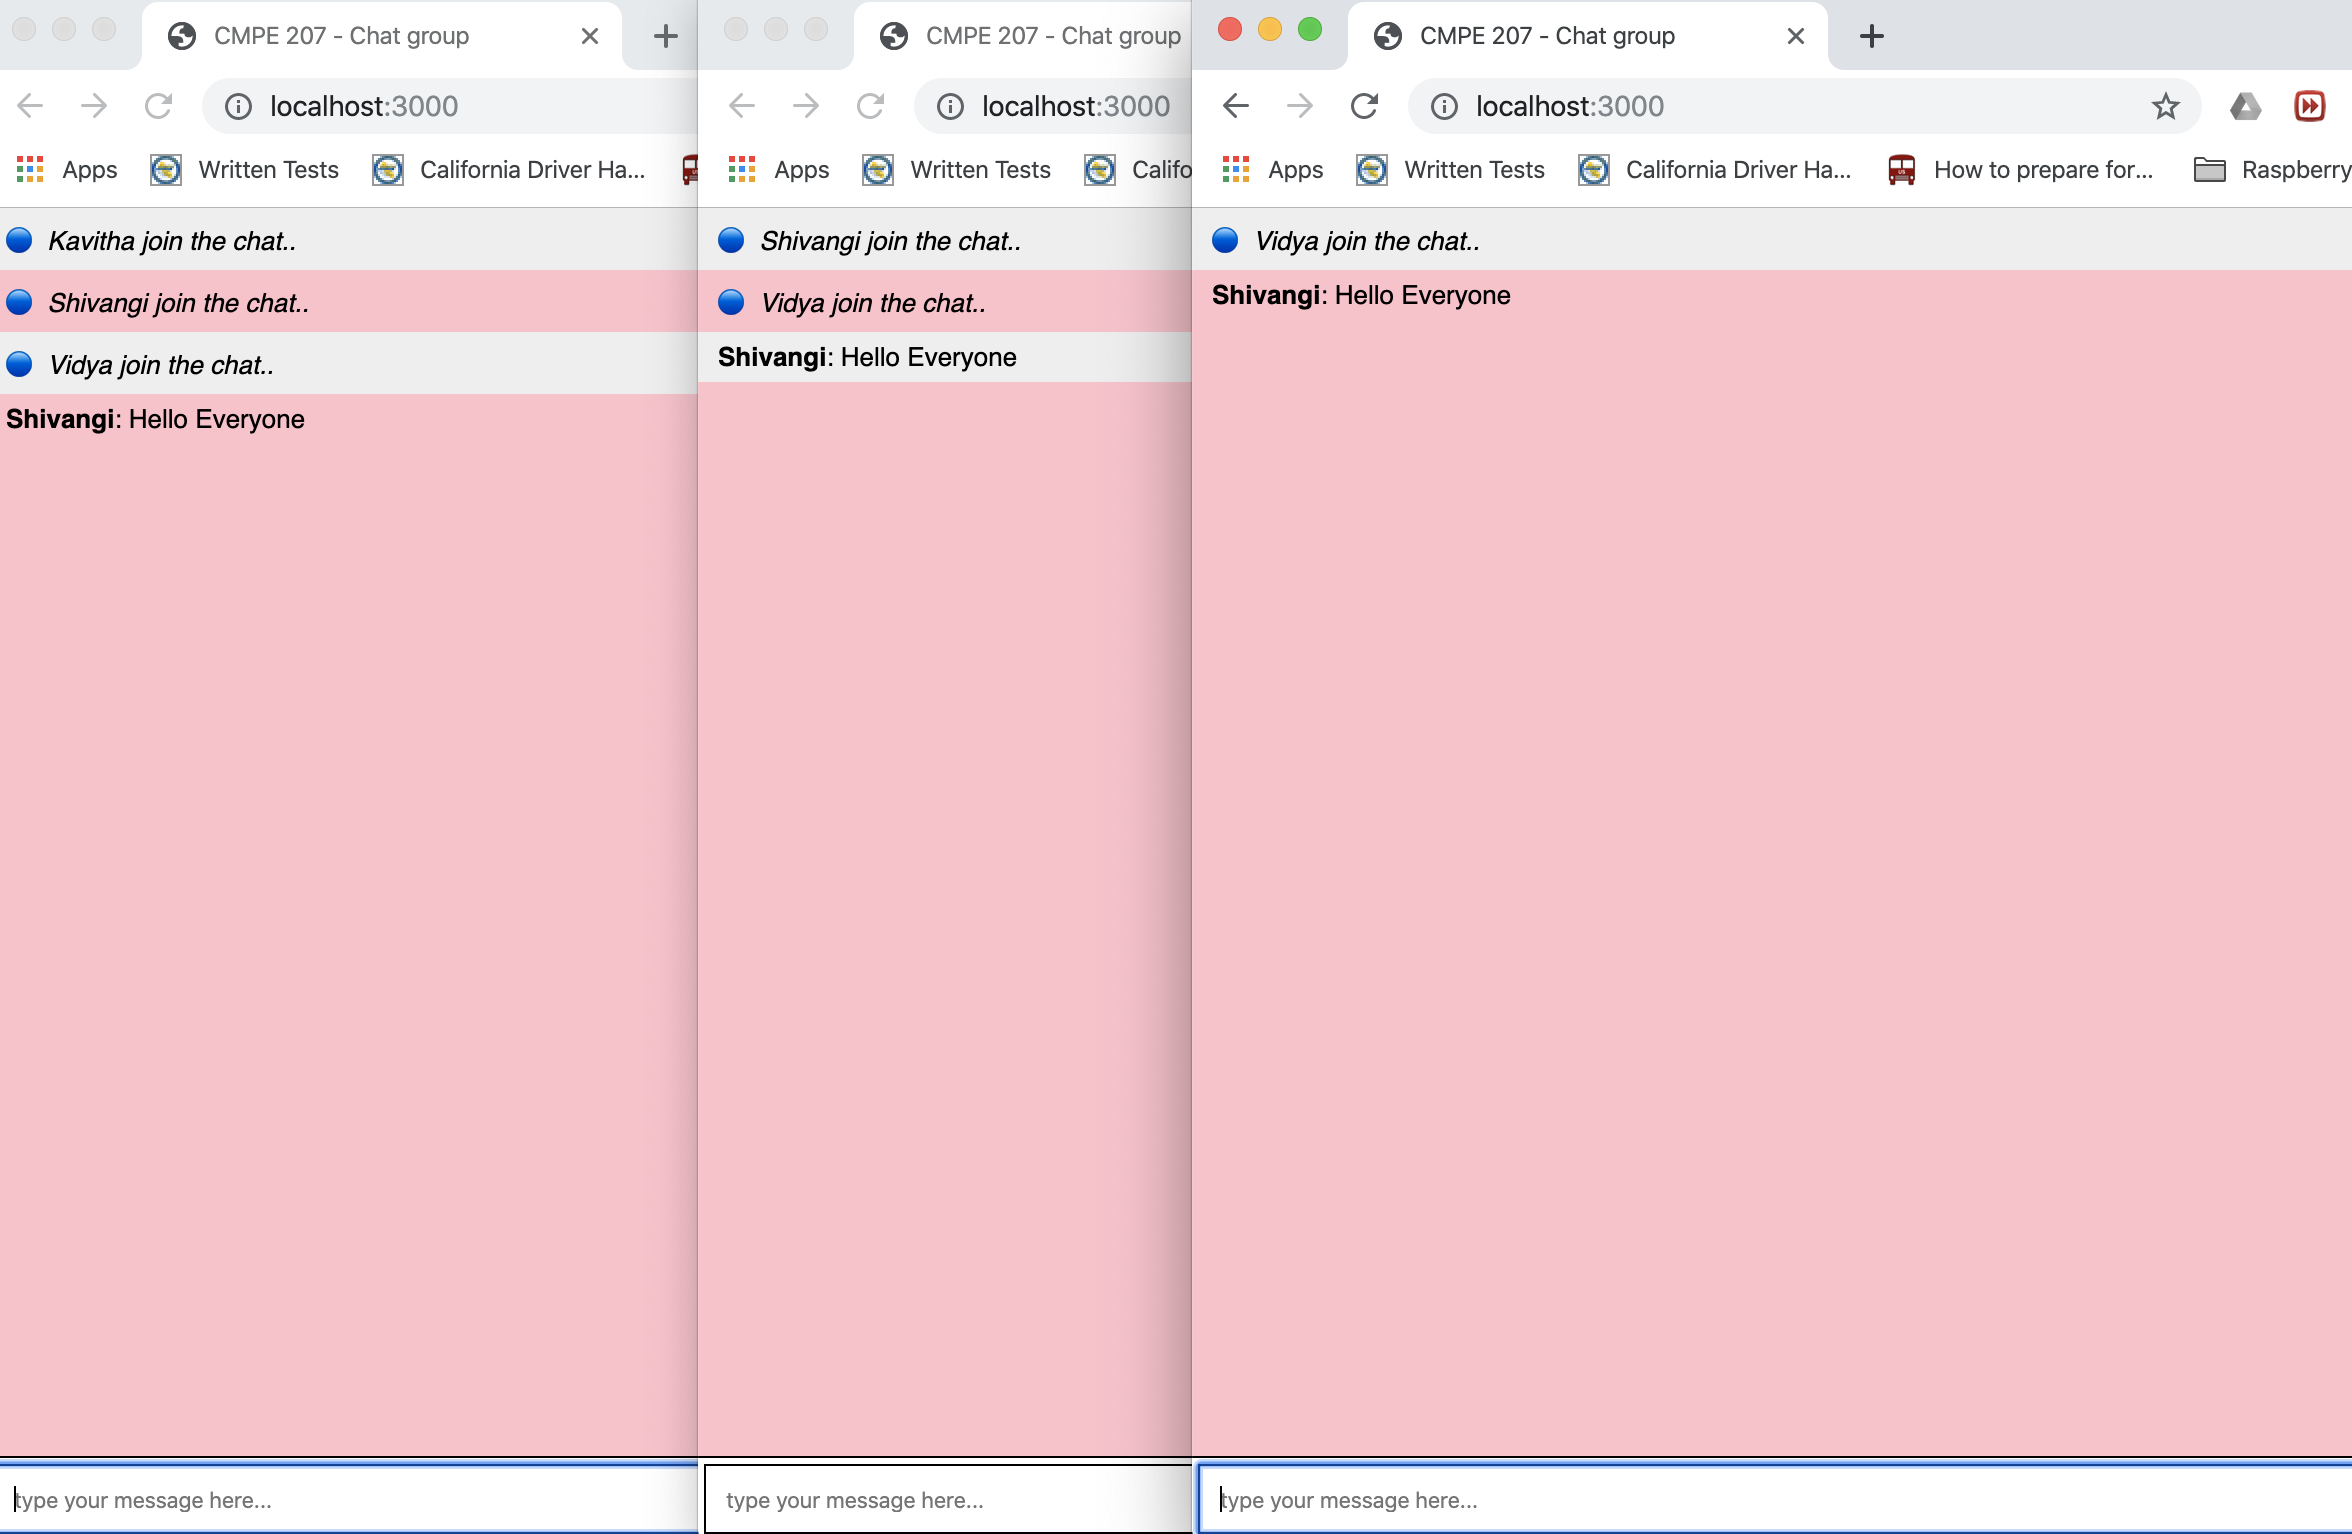 CMPE 207 - Chat group
localhost:3000
Apps Written Tests California Driver Ha...
Kavitha join the chat..
Shivangi join the chat..
Vidya join the chat..
Shivangi: Hello Everyone
type your message here...
CMPE 207 - Chat group
localhost:3000
Apps Written Tests Califo
Shivangi join the chat..
Vidya join the chat..
Shivangi: Hello Everyone
type your message here...
CMPE 207 - Chat group
localhost:3000
Apps Written Tests California Driver Ha... How to prepare for... Raspberry
Vidya join the chat..
Shivangi: Hello Everyone
type your message here...